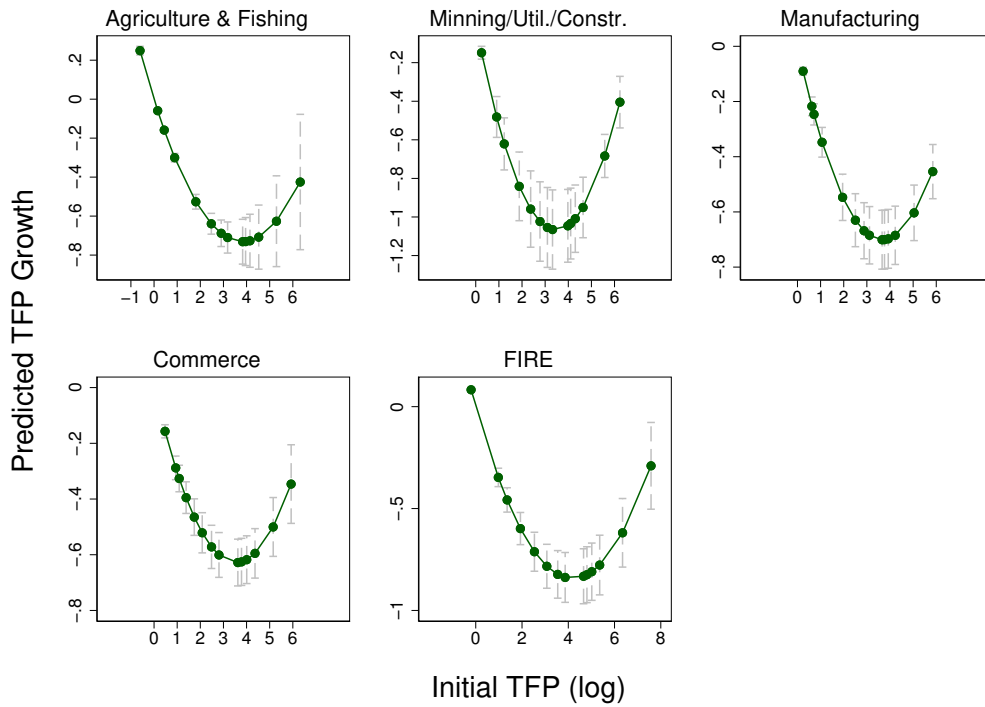 Predicted TFP Growth
Agriculture & Fishing
.2
0
−.2
−.4
−.6
−.8
−1 0 1 2 3 4 5 6
Minning/Util./Constr.
−.2
−.4
−.6
−.8
−1
−1.2
0 1 2 3 4 5 6
Manufacturing
0
−.2
−.4
−.6
−.8
0 1 2 3 4 5 6
Commerce
0
−.2
−.4
−.6
−.8
0 1 2 3 4 5 6
FIRE
0
−.5
−1
0 2 4 6 8
Initial TFP (log)